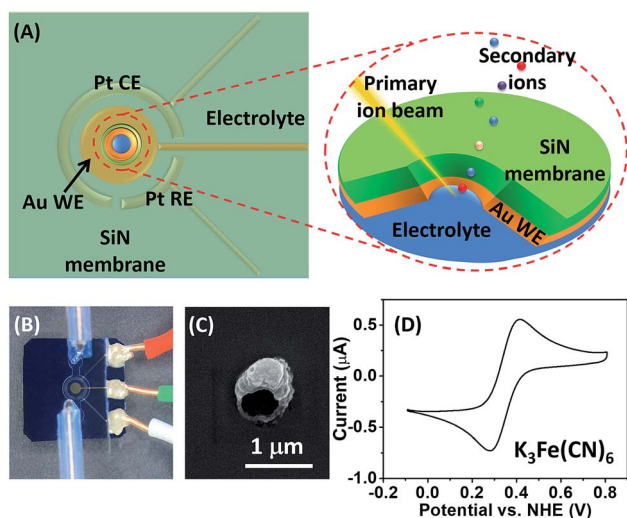 (A)
Pt CE
Electrolyte
Au WE
Pt RE
SiN
membrane
Secondary
ions
Primary
ion beam
SiN
membrane
Au WE
Electrolyte
(B)
(C)
1 μm
(D)
Current (μA)
0.5
0.0
-0.5
-1.0
K₃Fe(CN)₆
-0.2 0.0 0.2 0.4 0.6 0.8
Potential vs. NHE (V)